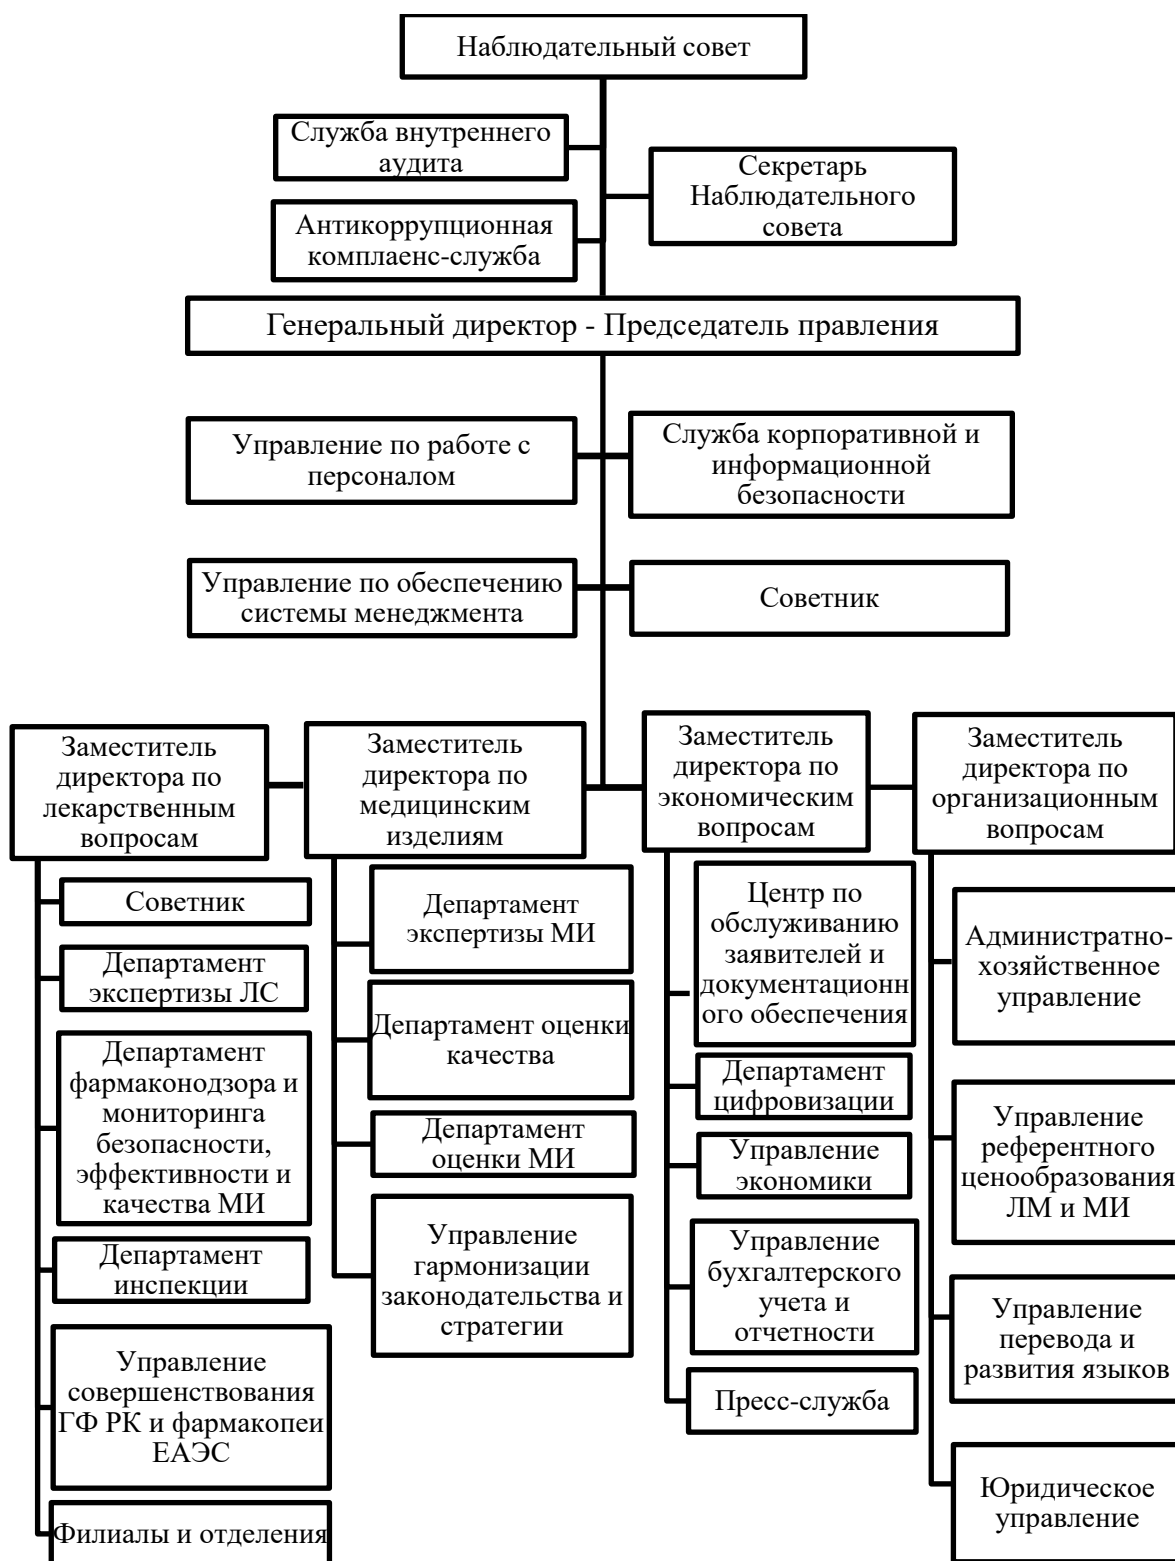 Наблюдательный совет
Служба внутреннего
аудита
Секретарь
Наблюдательного
совета
Антикоррупционная
комплаенс-служба
Генеральный директор - Председатель правления
Управление по работе с
персоналом
Служба корпоративной и
информационной
безопасности
Управление по обеспечению
системы менеджмента
Советник
Заместитель
директора по
лекарственным
вопросам
Заместитель
директора по
медицинским
изделиям
Заместитель
директора по
экономическим
вопросам
Заместитель
директора по
организационным
вопросам
Советник
Департамент
экспертизы ЛС
Департамент
фармаконодзора и
мониторинга
безопасности,
эффективности и
качества МИ
Департамент
инспекции
Управление
совершенствования
ГФ РК и фармакопеи
ЕАЭС
Филиалы и отделения
Департамент
экспертизы МИ
Департамент оценки
качества
Департамент
оценки МИ
Управление
гармонизации
законодательства и
стратегии
Центр по
обслуживанию
заявителей и
документационн
ого обеспечения
Департамент
цифровизации
Управление
экономики
Управление
бухгалтерского
учета и
отчетности
Пресс-служба
Административно-
хозяйственное
управление
Управление
референтного
ценообразования
ЛМ и МИ
Управление
перевода и
развития языков
Юридическое
управление